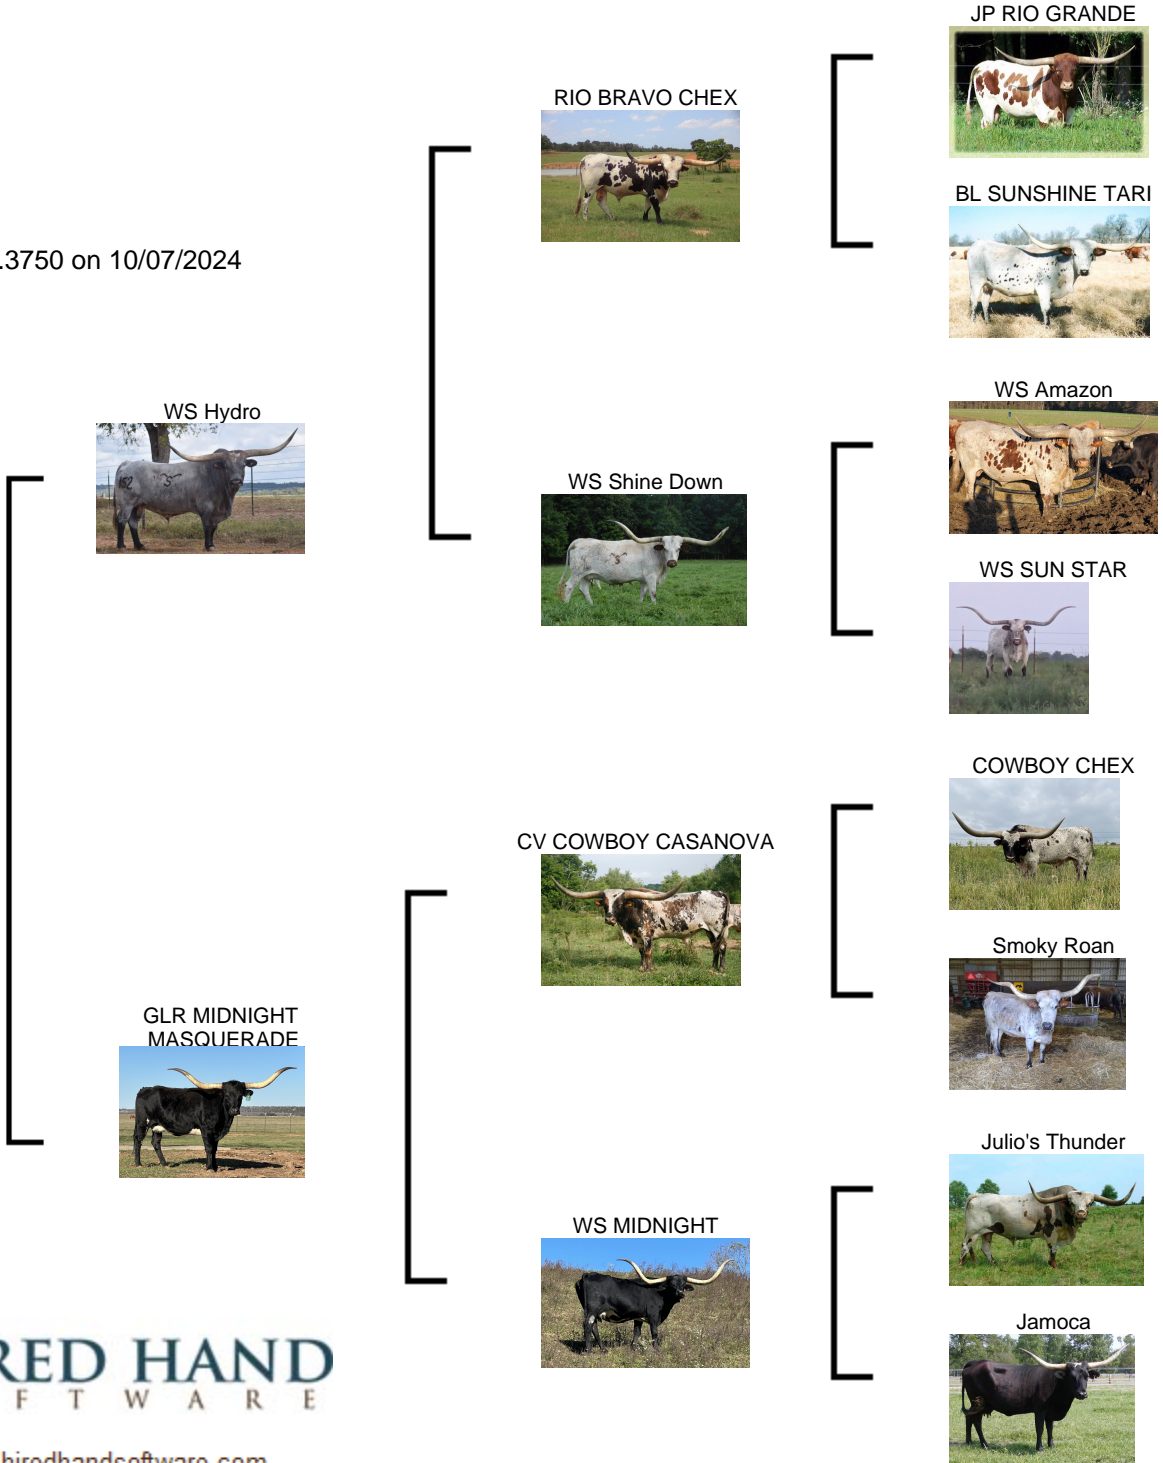 JP RIO GRANDE
RIO BRAVO CHEX
BL SUNSHINE TARI
.3750 on 10/07/2024
WS Amazon
WS Hydro
WS Shine Down
WS SUN STAR
COWBOY CHEX
CV COWBOY CASANOVA
Smoky Roan
GLR MIDNIGHT
MASQUERADE
Julio's Thunder
WS MIDNIGHT
Jamoca
RED HAND
F T W A R E
hiredhandsoftware.com